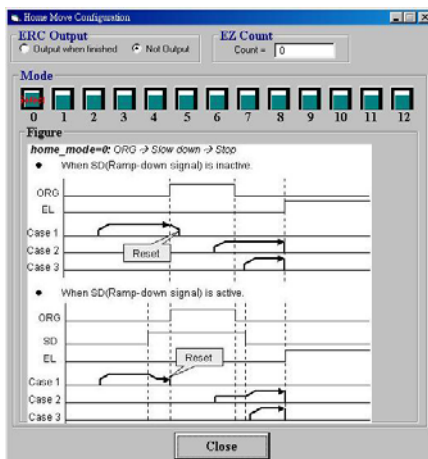 Home Move Configuration
ERC Output
Output when finished
Not Output
EZ Count
Count =
0
Mode
0 1 2 3 4 5 6 7 8 9 10 11 12
Figure
home_mode=0: ORG → Slow down → Stop
• When SD(Ramp-down signal) is inactive.
ORG
EL
Case 1
Reset
Case 2
Case 3
• When SD(Ramp-down signal) is active.
ORG
SD
Reset
EL
Case 1
Case 2
Case 3
Close